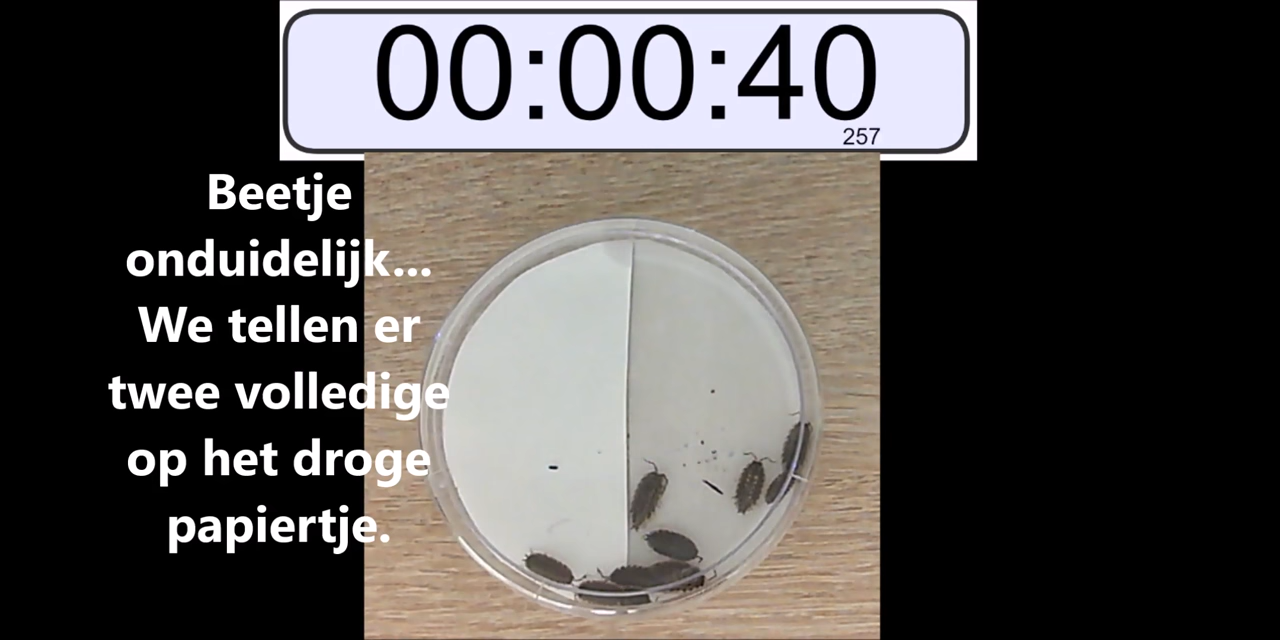 00:00:40
257
Beetje
onduidelijk...
We tellen er
twee volledige
op het droge
papiertje.